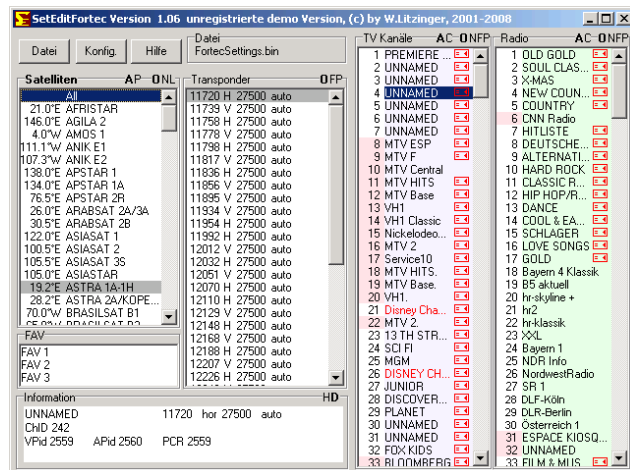 SetEditFortec Version 1.06 unregistrierte demo Version, (c) by W.Litzinger, 2001-2008
Datei Konfig. Hilfe
Datei
FortecSettings.bin
Satelliten AP ONL
All
21.0°E AFRISTAR
146.0°E AGILA 2
4.0°W AMOS 1
111.1°W ANIK E1
107.3°W ANIK E2
138.0°E APSTAR 1
134.0°E APSTAR 1A
76.5°E APSTAR 2R
26.0°E ARABSAT 2A/3A
30.5°E ARABSAT 2B
122.0°E ASIASAT 1
100.5°E ASIASAT 2
105.5°E ASIASAT 3S
105.0°E ASIASTAR
19.2°E ASTRA 1A-1H
28.2°E ASTRA 2A/KOPE...
70.0°W BRASILSAT B1
65.0°W BRASILSAT B2
FAV
FAV 1
FAV 2
FAV 3
Transponder OFP
11720 H 27500 auto
11739 V 27500 auto
11758 H 27500 auto
11778 V 27500 auto
11798 H 27500 auto
11817 V 27500 auto
11836 H 27500 auto
11856 V 27500 auto
11895 V 27500 auto
11934 V 27500 auto
11954 H 27500 auto
11992 H 27500 auto
12012 V 27500 auto
12032 H 27500 auto
12051 V 27500 auto
12070 H 27500 auto
12110 H 27500 auto
12129 V 27500 auto
12148 H 27500 auto
12168 V 27500 auto
12188 H 27500 auto
12207 V 27500 auto
12226 H 27500 auto
Information HD
UNNAMED 11720 hor 27500 auto
ChID 242
VPid 2559 APid 2560 PCR 2559
TV Kanäle AC ONFP
1 PREMIERE ...
2 UNNAMED
3 UNNAMED
4 UNNAMED
5 UNNAMED
6 UNNAMED
7 UNNAMED
8 MTV ESP
9 MTV F
10 MTV Central
11 MTV HITS
12 MTV Base
13 VH1
14 VH1 Classic
15 Nickelodeo...
16 MTV 2
17 Service10
18 MTV HITS.
19 MTV Base.
20 VH1.
21 Disney Cha...
22 MTV 2.
23 13 TH STR...
24 SCI FI
25 MGM
26 DISNEY CH...
27 JUNIOR
28 DISCOVER...
29 PLANET
30 UNNAMED
31 UNNAMED
32 FOX KIDS
33 BLOOMBERG
Radio AC ONFP
1 OLD GOLD
2 SOUL CLAS...
3 X-MAS
4 NEW COUN...
5 COUNTRY
6 CNN Radio
7 HITLISTE
8 DEUTSCHE...
9 ALTERNATI...
10 HARD ROCK
11 CLASSIC R...
12 HIP HOP/R...
13 DANCE
14 COOL & EA...
15 SCHLAGER
16 LOVE SONGS
17 GOLD
18 Bayern 4 Klassik
19 B5 aktuell
20 hr-skyline +
21 hr2
22 hr-klassik
23 XXL
24 Bayern 1
25 NDR Info
26 NordwestRadio
27 SR 1
28 DLF-Köln
29 DLR-Berlin
30 Österreich 1
31 ESPACE KIOSQ...
32 UNNAMED
33 FILM & MUS...